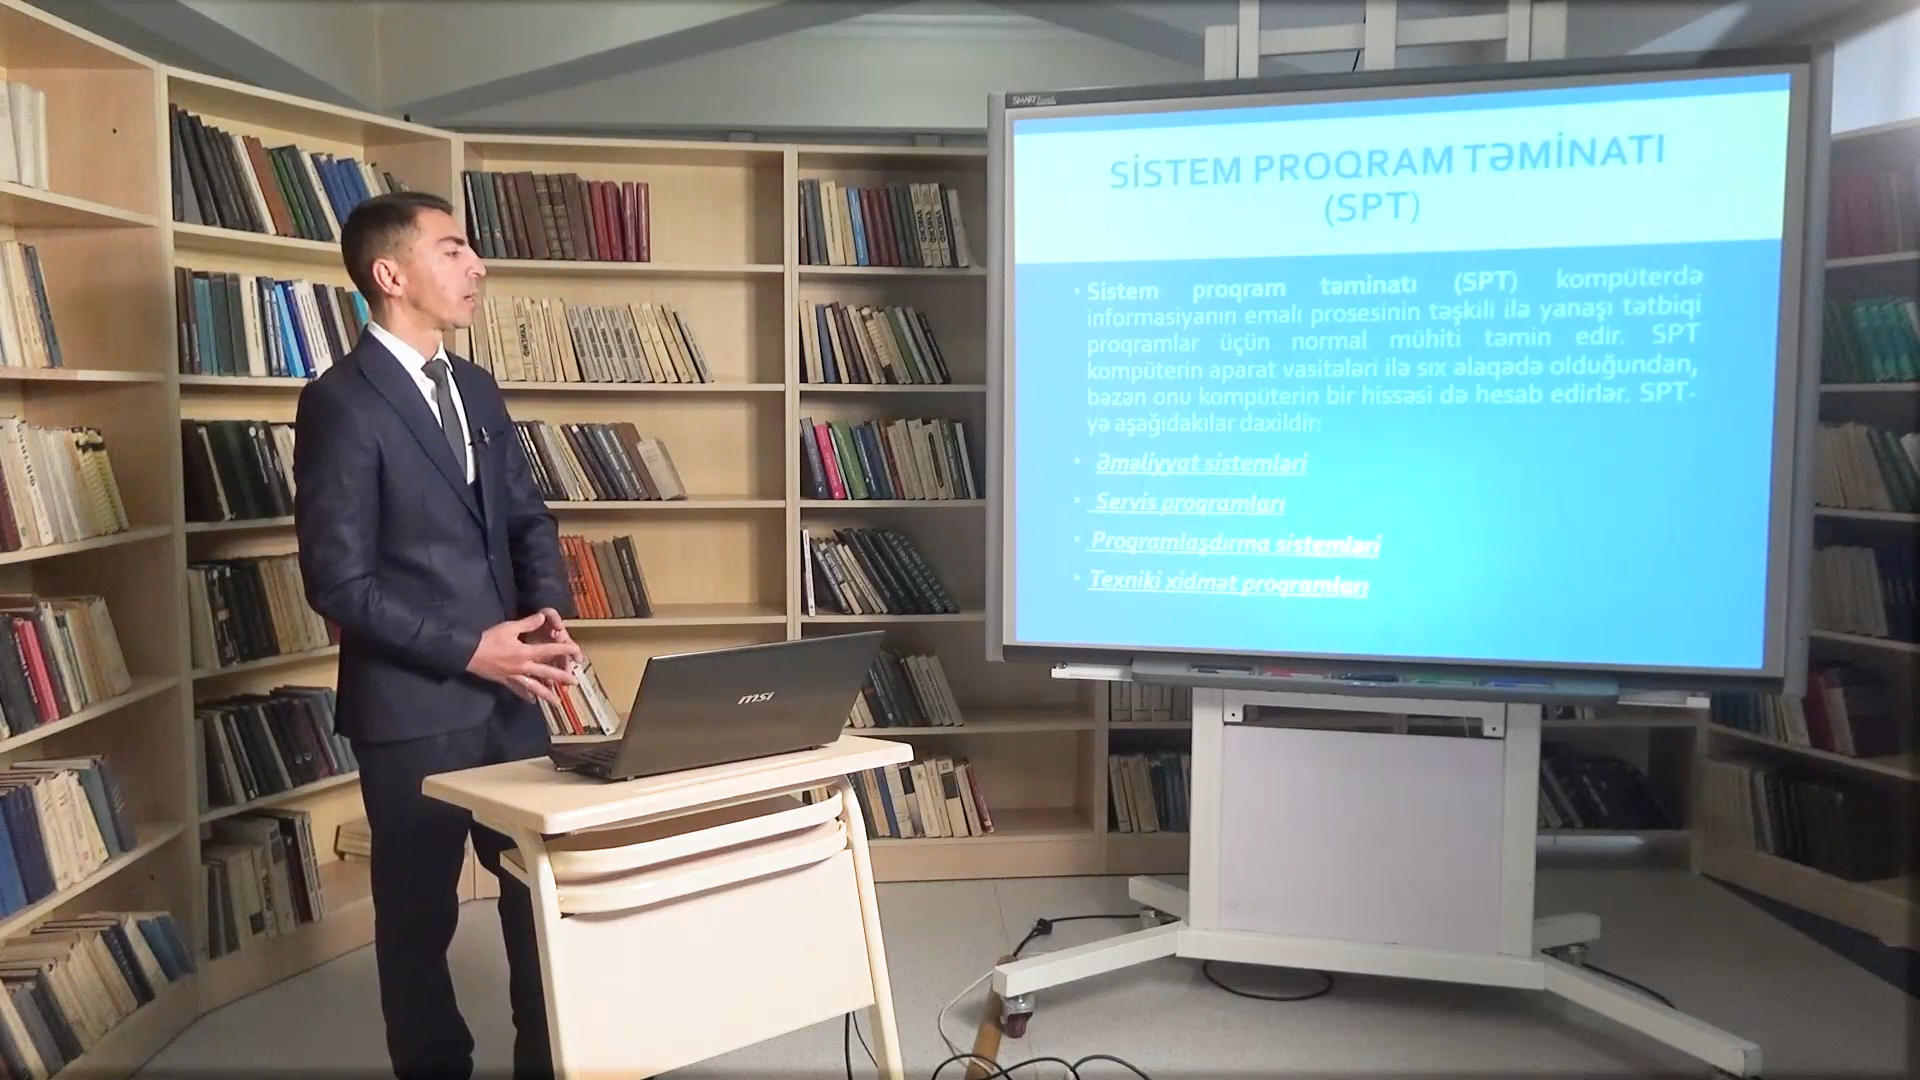 SMART
SİSTEM PROQRAM TƏMİNATI
(SPT)
• Sistem proqram təminatı (SPT) kompüterdə
informasiyanın emalı prosesinin təşkili ilə yanaşı tətbiqi
proqramlar üçün normal mühiti təmin edir. SPT
kompüterin aparat vasitələri ilə sıx əlaqədə olduğundan,
bəzən onu kompüterin bir hissəsi də hesab edirlər. SPT-
yə aşağıdakılar daxildir:
• Əməliyyat sistemləri
• Servis proqramları
• Proqramlaşdırma sistemləri
• Texniki xidmət proqramları
msi